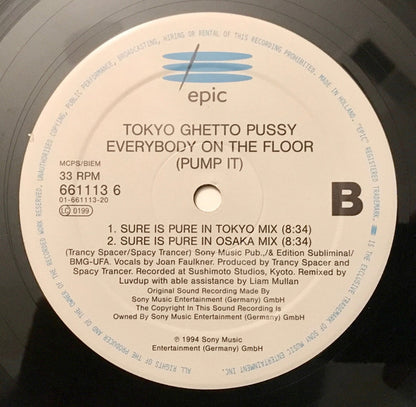 epic
TOKYO GHETTO PUSSY
EVERYBODY ON THE FLOOR
(PUMP IT)
MCPS/BIEM
33 RPM
661113 6
01-661113-20
LC 0199
B
1. SURE IS PURE IN TOKYO MIX (8:34)
2. SURE IS PURE IN OSAKA MIX (8:34)
(Trancy Spacer/Spacy Trancer) Sony Music Pub.,/& Edition Subliminal/
BMG-UFA. Vocals by Joan Faulkner. Produced by Trancy Spacer and
Spacy Trancer. Recorded at Sushimoto Studios, Kyoto. Remixed by
Luvdup with able assistance by Liam Mullan
Original Sound Recording Made By
Sony Music Entertainment (Germany) GmbH
The Copyright In This Sound Recording Is
Owned By Sony Music Entertainment (Germany) GmbH
℗ 1994 Sony Music
Entertainment (Germany) GmbH
ALL RIGHTS OF THE PRODUCER AND OF THE OWNER OF THE RECORDED WORK RESERVED. UNAUTHORISED COPYING, PUBLIC PERFORMANCE, BROADCASTING, HIRING OR RENTAL OF THIS RECORDING PROHIBITED. MADE IN HOLLAND. "EPIC" REGISTERED TRADEMARK. IS THE EXCLUSIVE TRADEMARK OF SONY MUSIC ENTERTAINMENT INC.